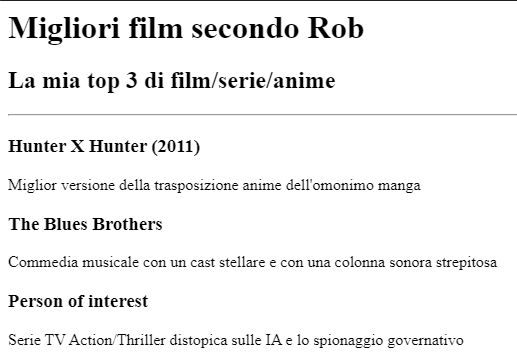 Migliori film secondo Rob
La mia top 3 di film/serie/anime
Hunter X Hunter (2011)
Miglior versione della trasposizione anime dell'omonimo manga
The Blues Brothers
Commedia musicale con un cast stellare e con una colonna sonora strepitosa
Person of interest
Serie TV Action/Thriller distopica sulle IA e lo spionaggio governativo